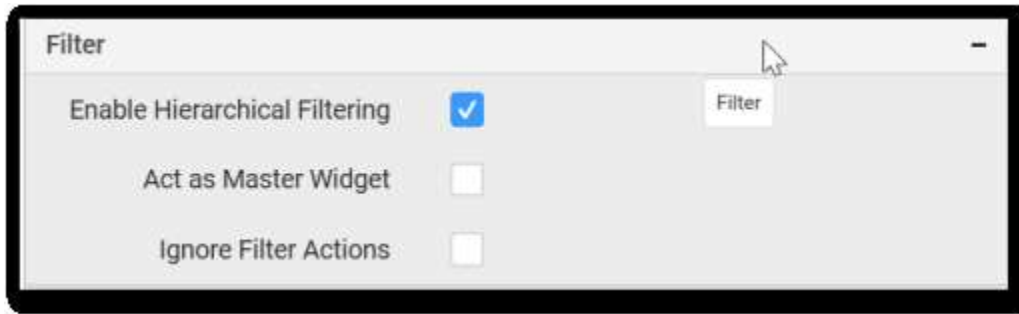 Filter
Enable Hierarchical Filtering
Filter
Act as Master Widget
Ignore Filter Actions